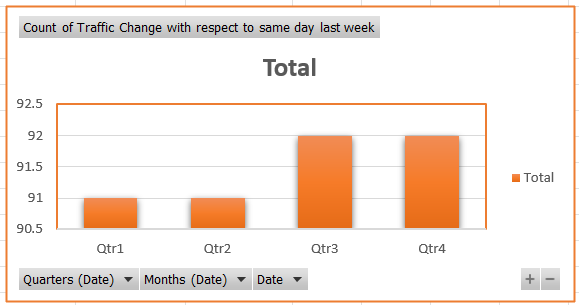 Count of Traffic Change with respect to same day last week
Total
92.5
92
91.5
91
90.5
Qtr1 Qtr2 Qtr3 Qtr4
Total
Quarters (Date) Months (Date) Date
+ −